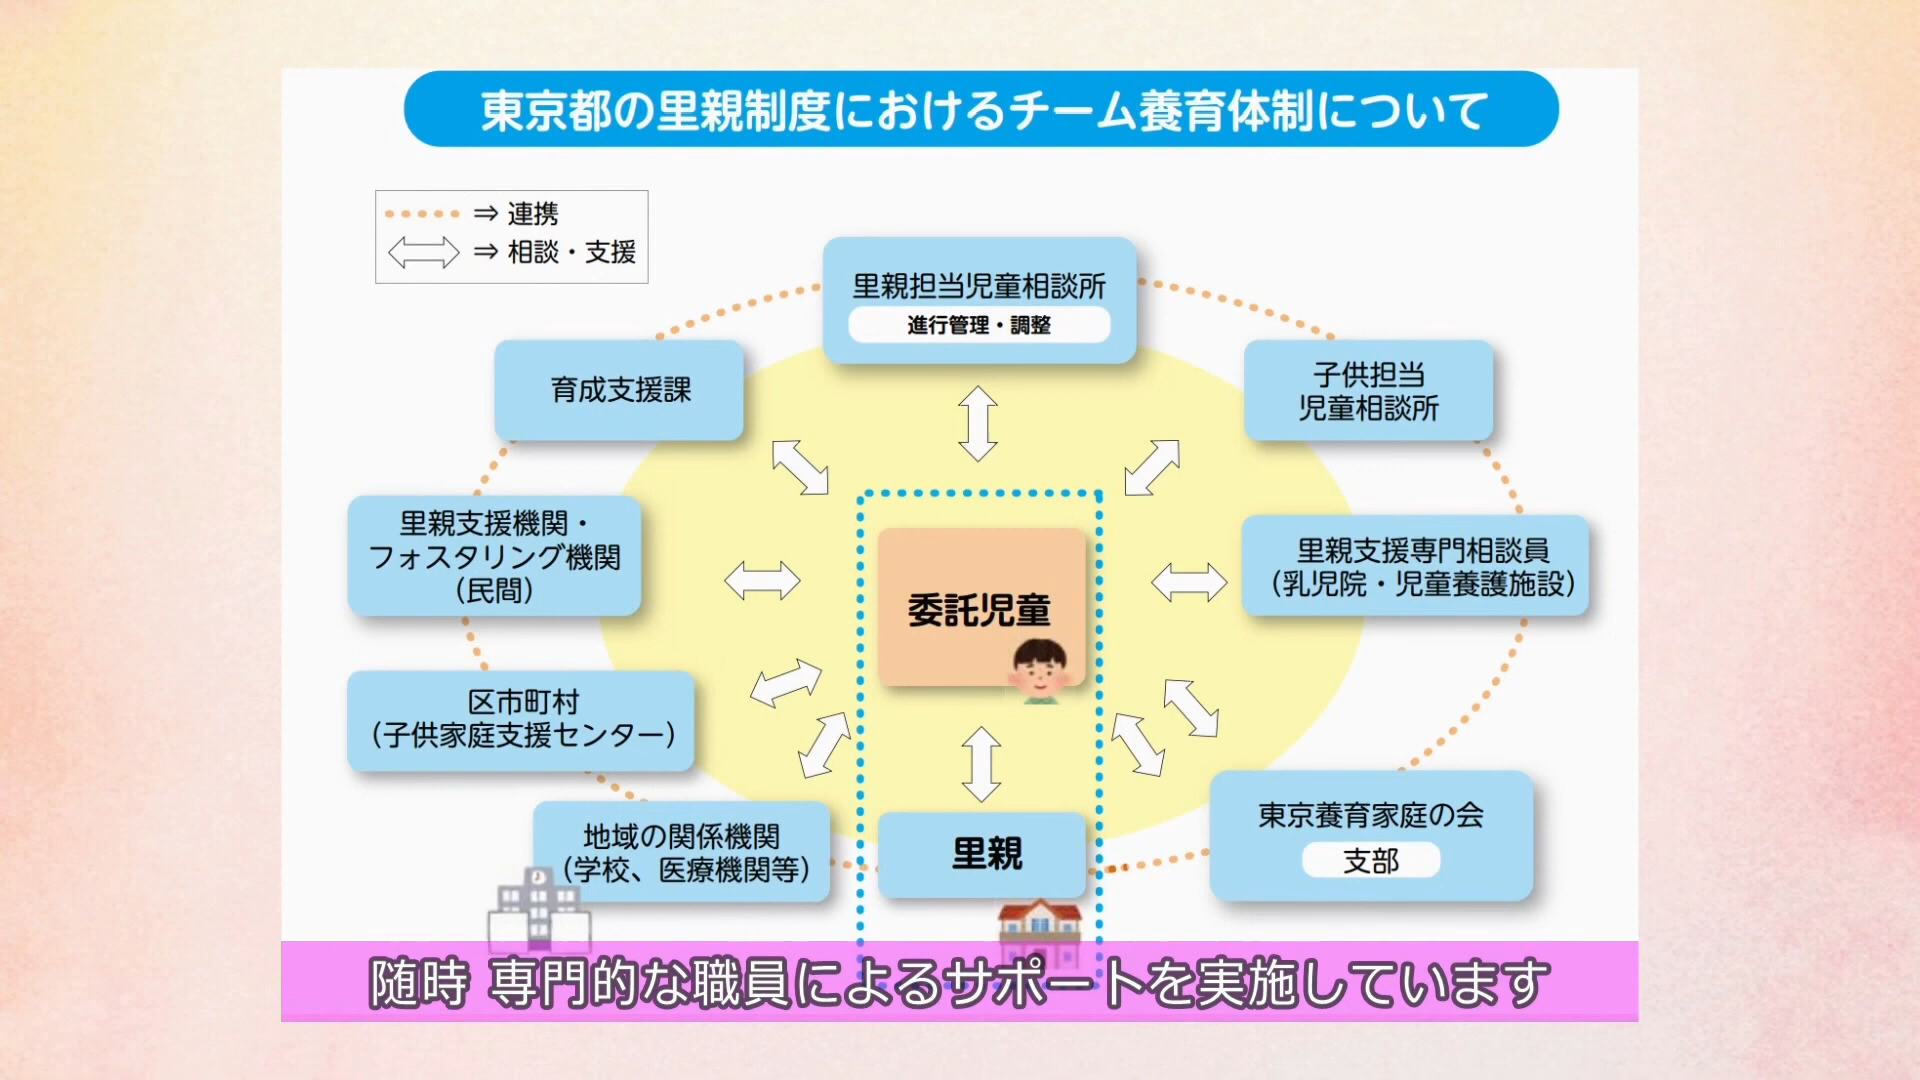 東京都の里親制度におけるチーム養育体制について
⇒ 連携
⇒ 相談・支援
里親担当児童相談所
進行管理・調整
育成支援課
子供担当
児童相談所
里親支援機関・
フォスタリング機関
（民間）
里親支援専門相談員
（乳児院・児童養護施設）
委託児童
区市町村
（子供家庭支援センター）
地域の関係機関
（学校、医療機関等）
里親
東京養育家庭の会
支部
随時 専門的な職員によるサポートを実施しています